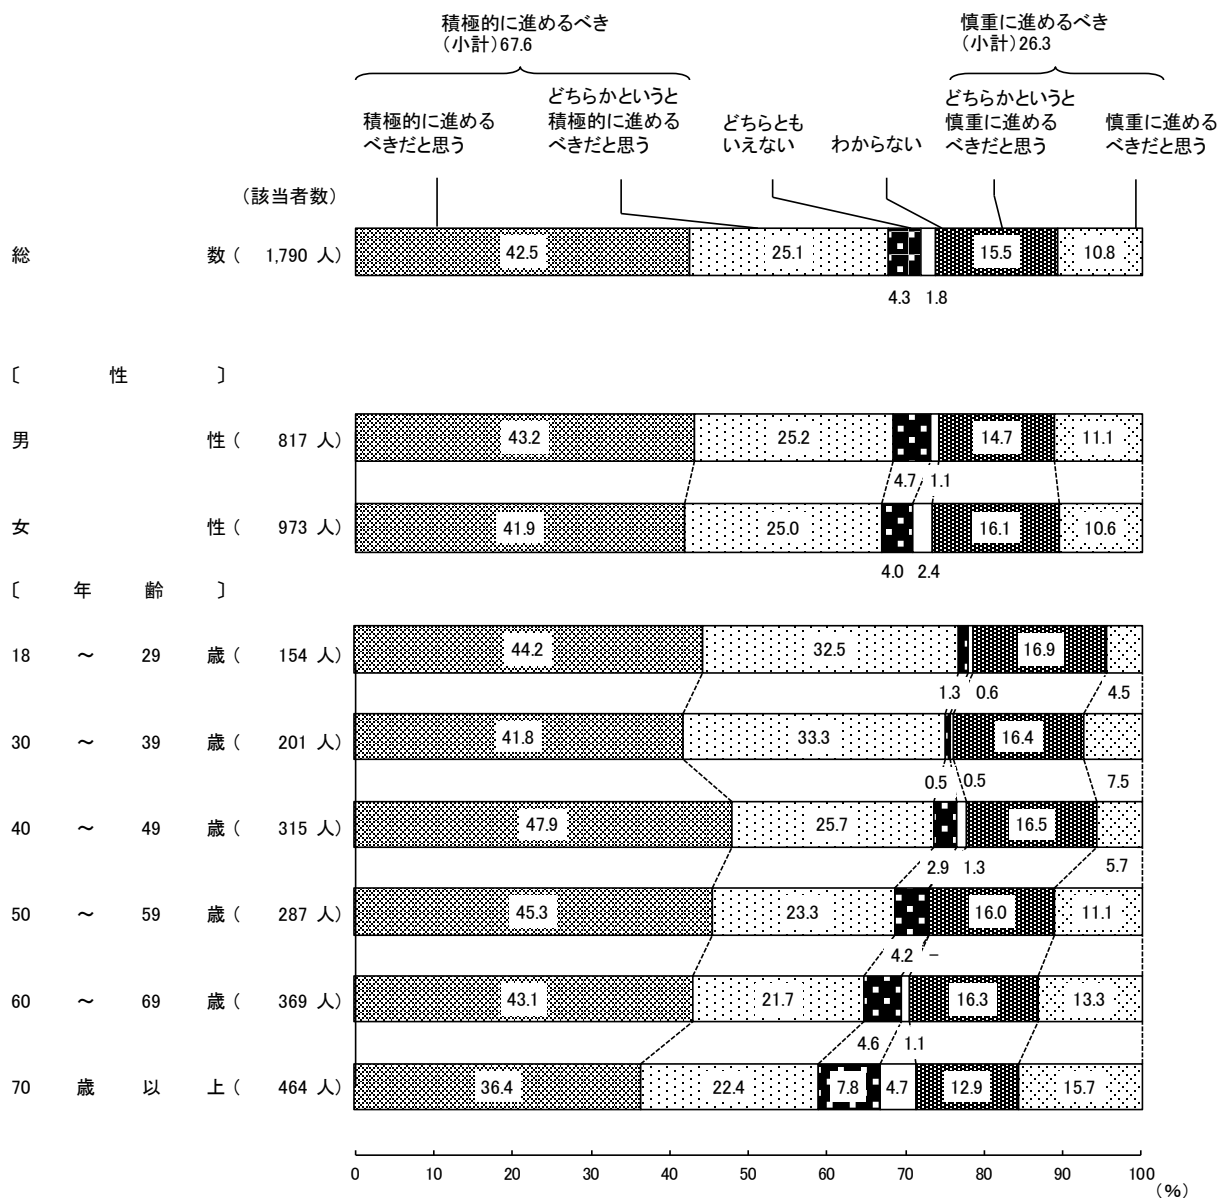 積極的に進めるべき
(小計)67.6
慎重に進めるべき
(小計)26.3
積極的に進める
べきだと思う
どちらかというと
積極的に進める
べきだと思う
どちらとも
いえない
わからない
どちらかというと
慎重に進める
べきだと思う
慎重に進める
べきだと思う
(該当者数)
総 数 ( 1,790 人) 42.5 25.1 15.5 10.8
4.3 1.8
〔 性 〕
男 性 ( 817 人) 43.2 25.2 14.7 11.1
4.7 1.1
女 性 ( 973 人) 41.9 25.0 16.1 10.6
4.0 2.4
〔 年 齢 〕
18 ～ 29 歳 ( 154 人) 44.2 32.5 16.9
1.3 0.6 4.5
30 ～ 39 歳 ( 201 人) 41.8 33.3 16.4
0.5 0.5 7.5
40 ～ 49 歳 ( 315 人) 47.9 25.7 16.5
2.9 1.3 5.7
50 ～ 59 歳 ( 287 人) 45.3 23.3 16.0 11.1
4.2 －
60 ～ 69 歳 ( 369 人) 43.1 21.7 16.3 13.3
4.6 1.1
70 歳 以 上 ( 464 人) 36.4 22.4 7.8 4.7 12.9 15.7
0 10 20 30 40 50 60 70 80 90 100
(%)